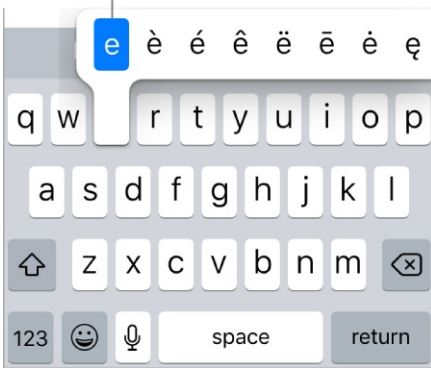 e è é ê ë ē ė ę
q w r t y u i o p
a s d f g h j k l
z x c v b n m
123 space return